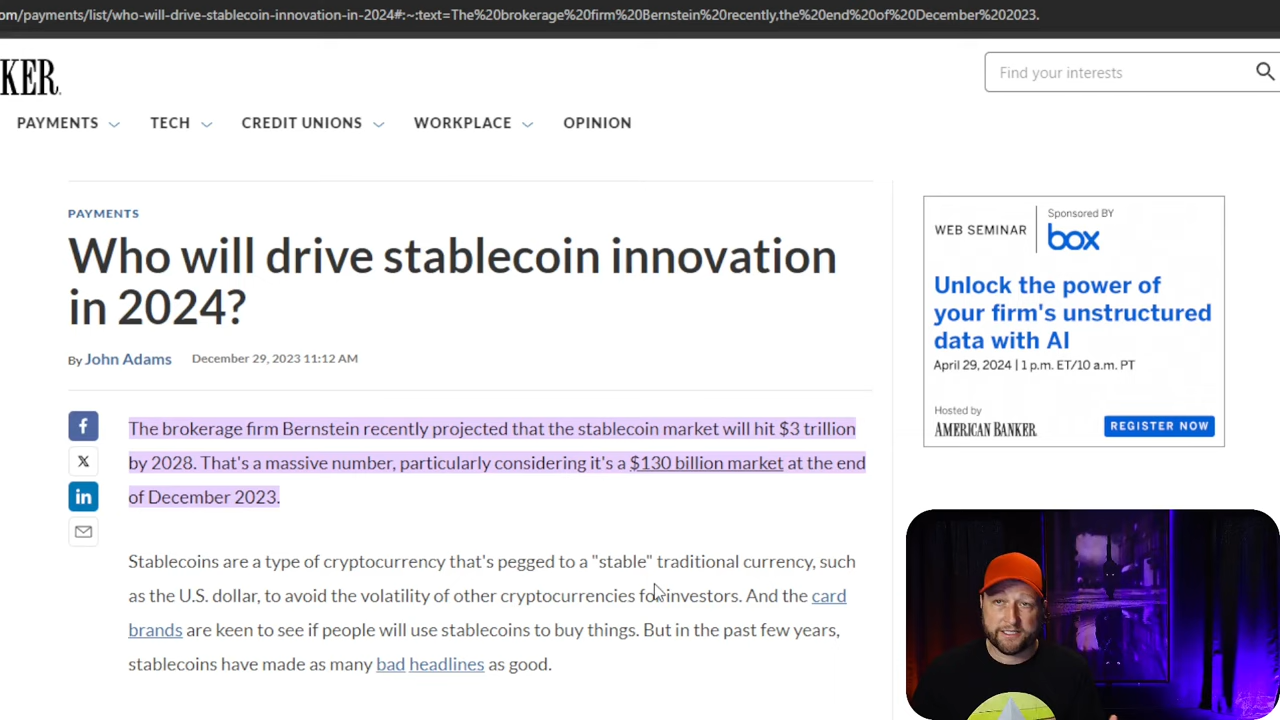 om/payments/list/who-will-drive-stablecoin-innovation-in-2024#:~:text=The%20brokerage%20firm%20Bernstein%20recently,the%20end%20of%20December%202023.
KER.
Find your interests
PAYMENTS TECH CREDIT UNIONS WORKPLACE OPINION
PAYMENTS
Who will drive stablecoin innovation
in 2024?
By John Adams December 29, 2023 11:12 AM
The brokerage firm Bernstein recently projected that the stablecoin market will hit $3 trillion
by 2028. That's a massive number, particularly considering it's a $130 billion market at the end
of December 2023.
Stablecoins are a type of cryptocurrency that's pegged to a "stable" traditional currency, such
as the U.S. dollar, to avoid the volatility of other cryptocurrencies for investors. And the card
brands are keen to see if people will use stablecoins to buy things. But in the past few years,
stablecoins have made as many bad headlines as good.
WEB SEMINAR
Sponsored BY
box
Unlock the power of
your firm's unstructured
data with AI
April 29, 2024 | 1 p.m. ET/10 a.m. PT
Hosted by
AMERICAN BANKER
REGISTER NOW